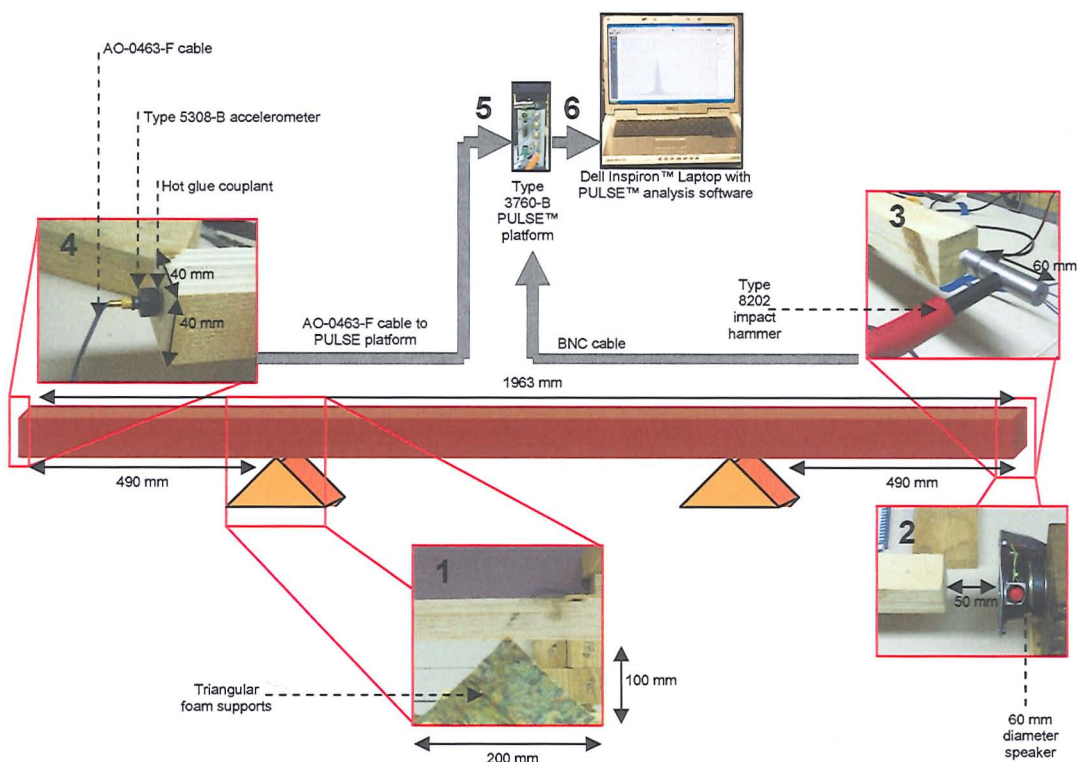 AO-0463-F cable
Type 5308-B accelerometer
Hot glue couplant
4
40 mm
40 mm
AO-0463-F cable to
PULSE platform
5
6
Type
3760-B
PULSE™
platform
Dell Inspiron™ Laptop with
PULSE™ analysis software
BNC cable
3
60 mm
Type
8202
impact
hammer
1963 mm
490 mm
490 mm
1
Triangular
foam supports
100 mm
200 mm
2
50 mm
60 mm
diameter
speaker